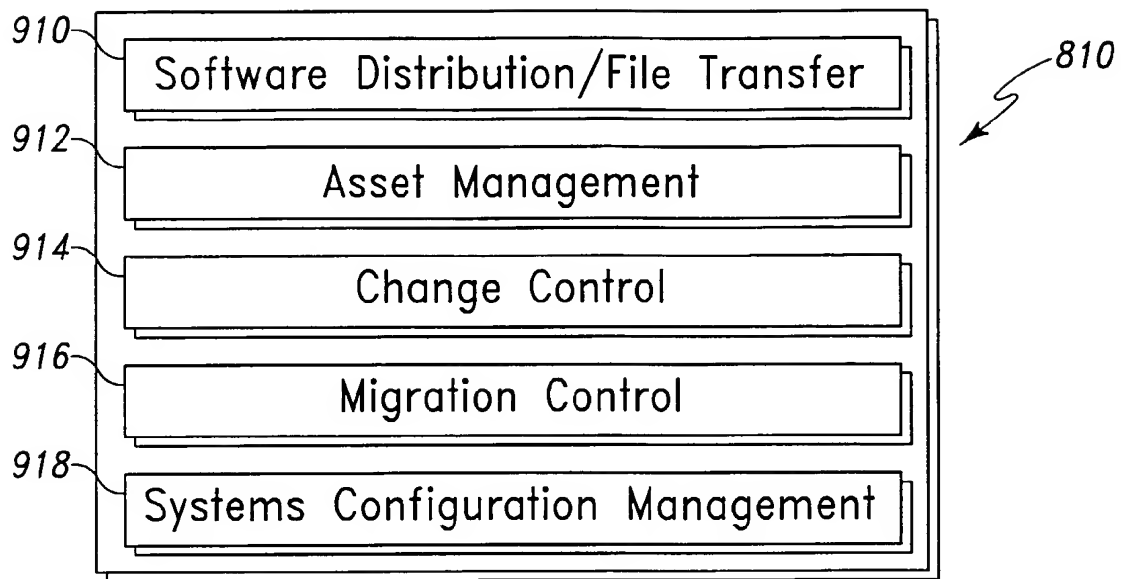 910
Software Distribution/File Transfer
810
912
Asset Management
914
Change Control
916
Migration Control
918
Systems Configuration Management